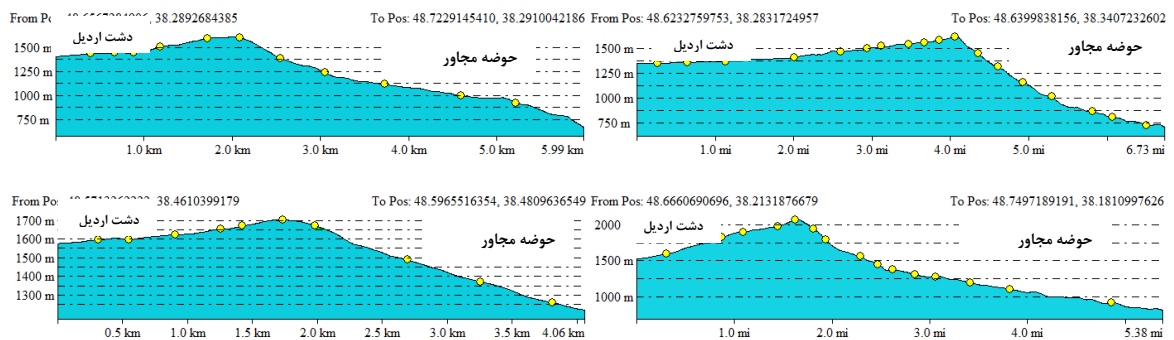 From Pos: 38.2892684385 To Pos: 48.7229145410, 38.2910042186
دشت اردبیل
حوضه مجاور
1500 m
1250 m
1000 m
750 m
1.0 km 2.0 km 3.0 km 4.0 km 5.0 km 5.99 km
From Pos: 48.6232759753, 38.2831724957 To Pos: 48.6399838156, 38.3407232602
دشت اردیل
حوضه مجاور
1500 m
1250 m
1000 m
750 m
1.0 mi 2.0 mi 3.0 mi 4.0 mi 5.0 mi 6.73 mi
From Pos: 38.4610399179 To Pos: 48.5965516354, 38.4809636549
دشت اردیل
حوضه مجاور
1700 m
1600 m
1500 m
1400 m
1300 m
0.5 km 1.0 km 1.5 km 2.0 km 2.5 km 3.0 km 3.5 km 4.06 km
From Pos: 48.6660690696, 38.2131876679 To Pos: 48.7497189191, 38.1810997626
دشت اردیل
حوضه مجاور
2000
1500 m
1000 m
1.0 mi 2.0 mi 3.0 mi 4.0 mi 5.38 mi